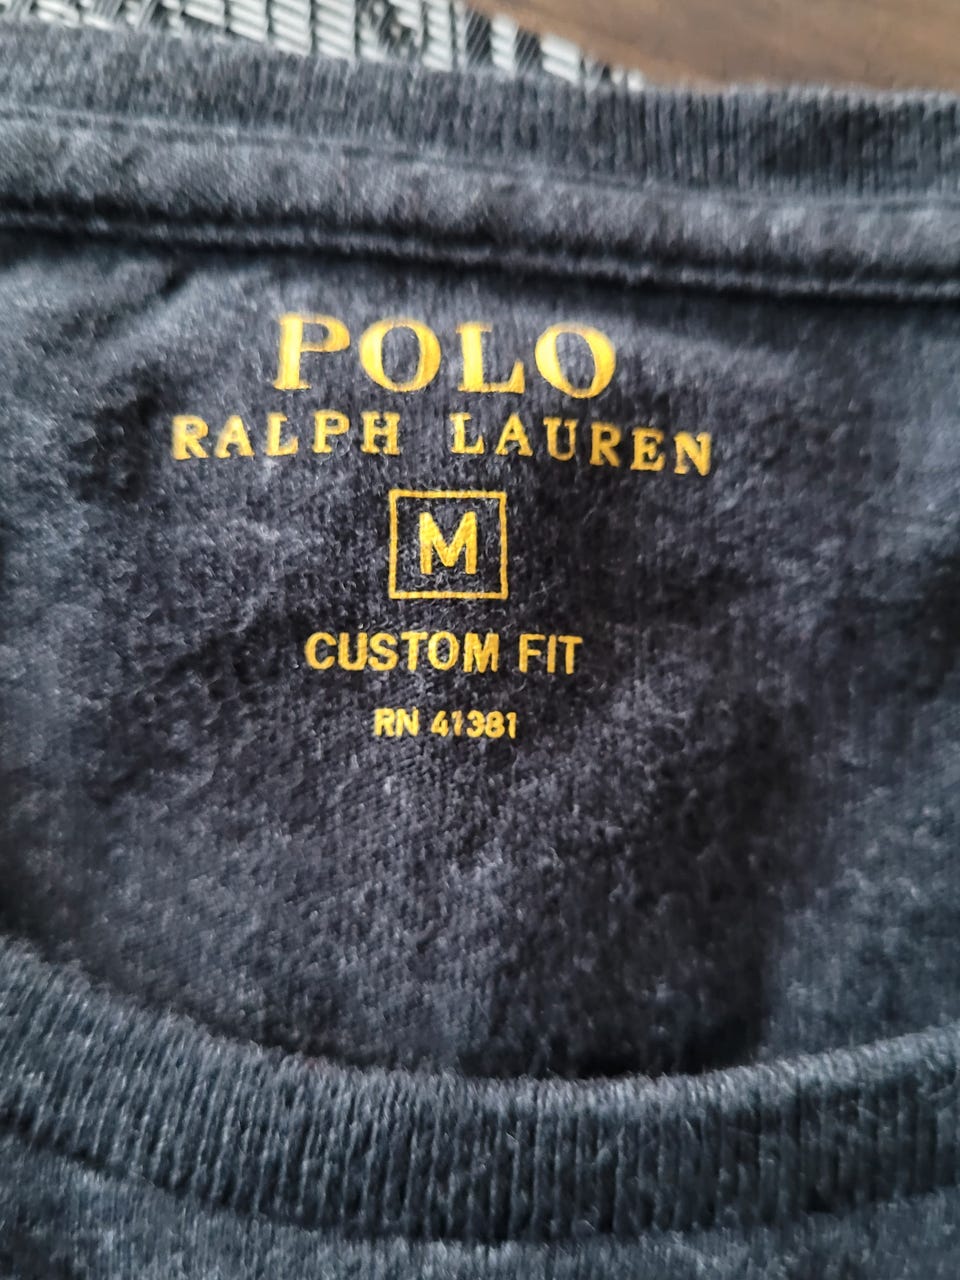 POLO
RALPH LAUREN
M
CUSTOM FIT
RN 41381